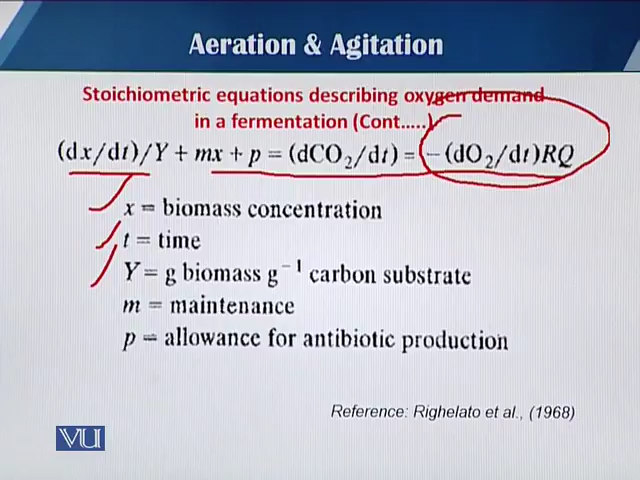 Aeration & Agitation
Stoichiometric equations describing oxygen demand
in a fermentation (Cont.....)
(dx/dt)/Y + mx + p = (dCO₂/dt) = −(dO₂/dt)RQ
x = biomass concentration
t = time
Y = g biomass g⁻¹ carbon substrate
m = maintenance
p = allowance for antibiotic production
Reference: Righelato et al., (1968)
VU